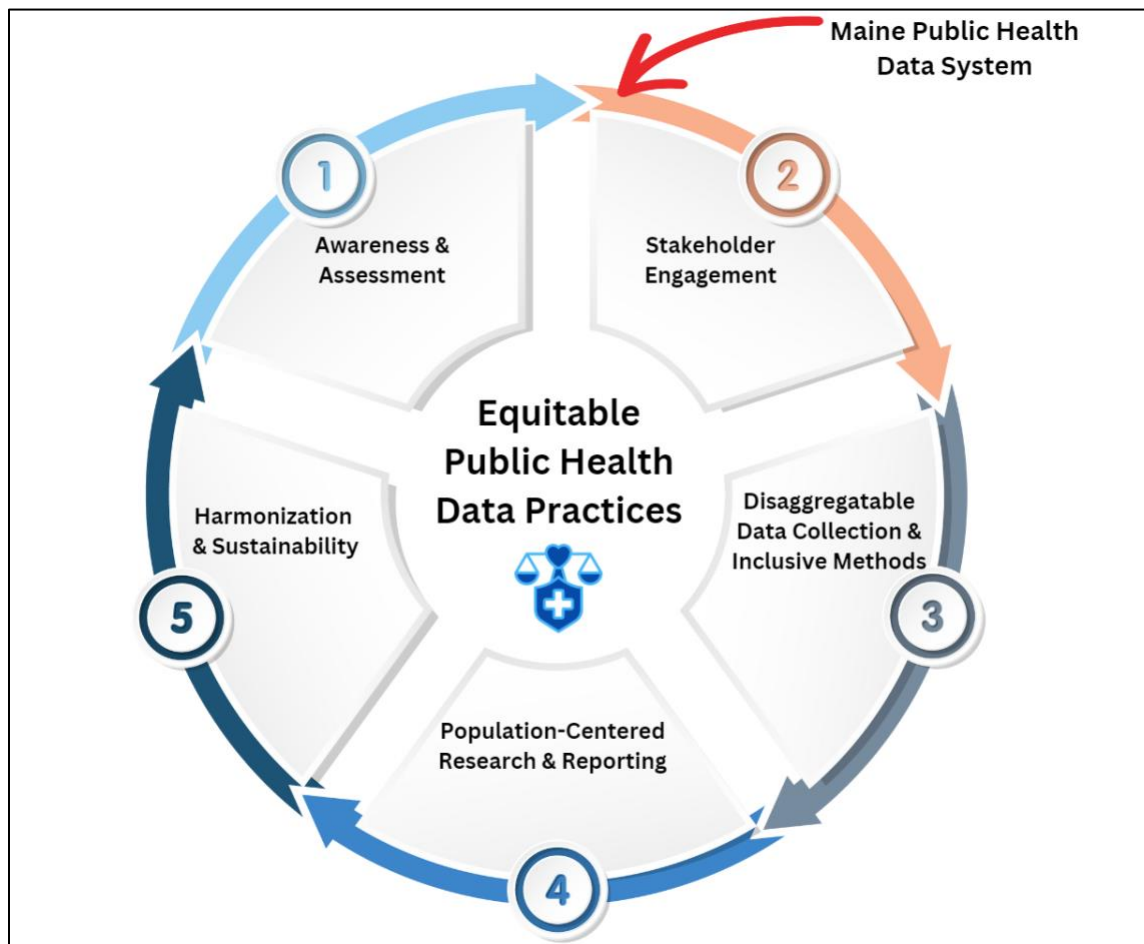 Maine Public Health
Data System
1
Awareness &
Assessment
2
Stakeholder
Engagement
Equitable
Public Health
Data Practices
3
Disaggregatable
Data Collection &
Inclusive Methods
4
Population-Centered
Research & Reporting
5
Harmonization
& Sustainability